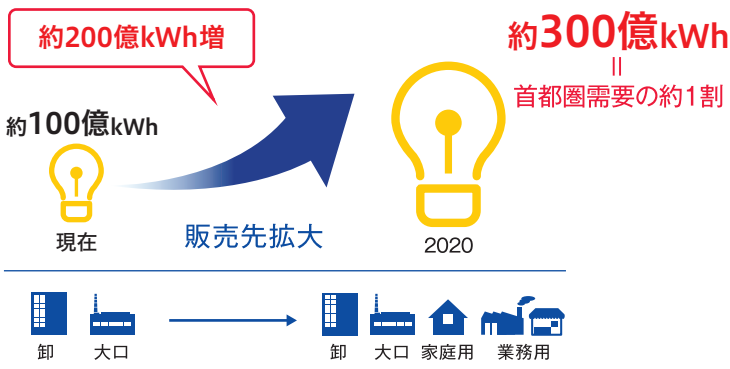 約200億kWh増
約300億kWh
=
首都圏需要の約1割
約100億kWh
現在
販売先拡大
2020
卸
大口
卸
大口
家庭用
業務用